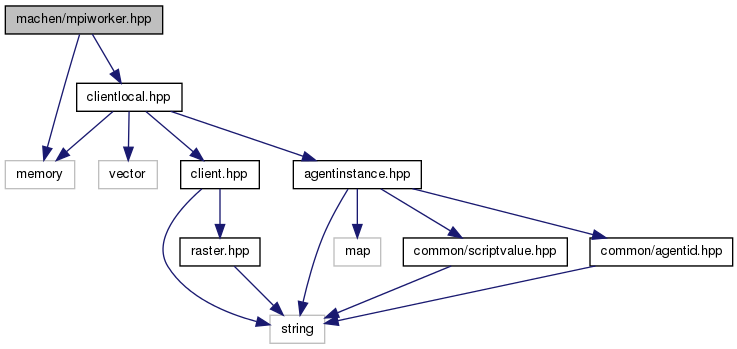 machen/mpiworker.hpp
clientlocal.hpp
memory
vector
client.hpp
agentinstance.hpp
raster.hpp
map
common/scriptvalue.hpp
common/agentid.hpp
string